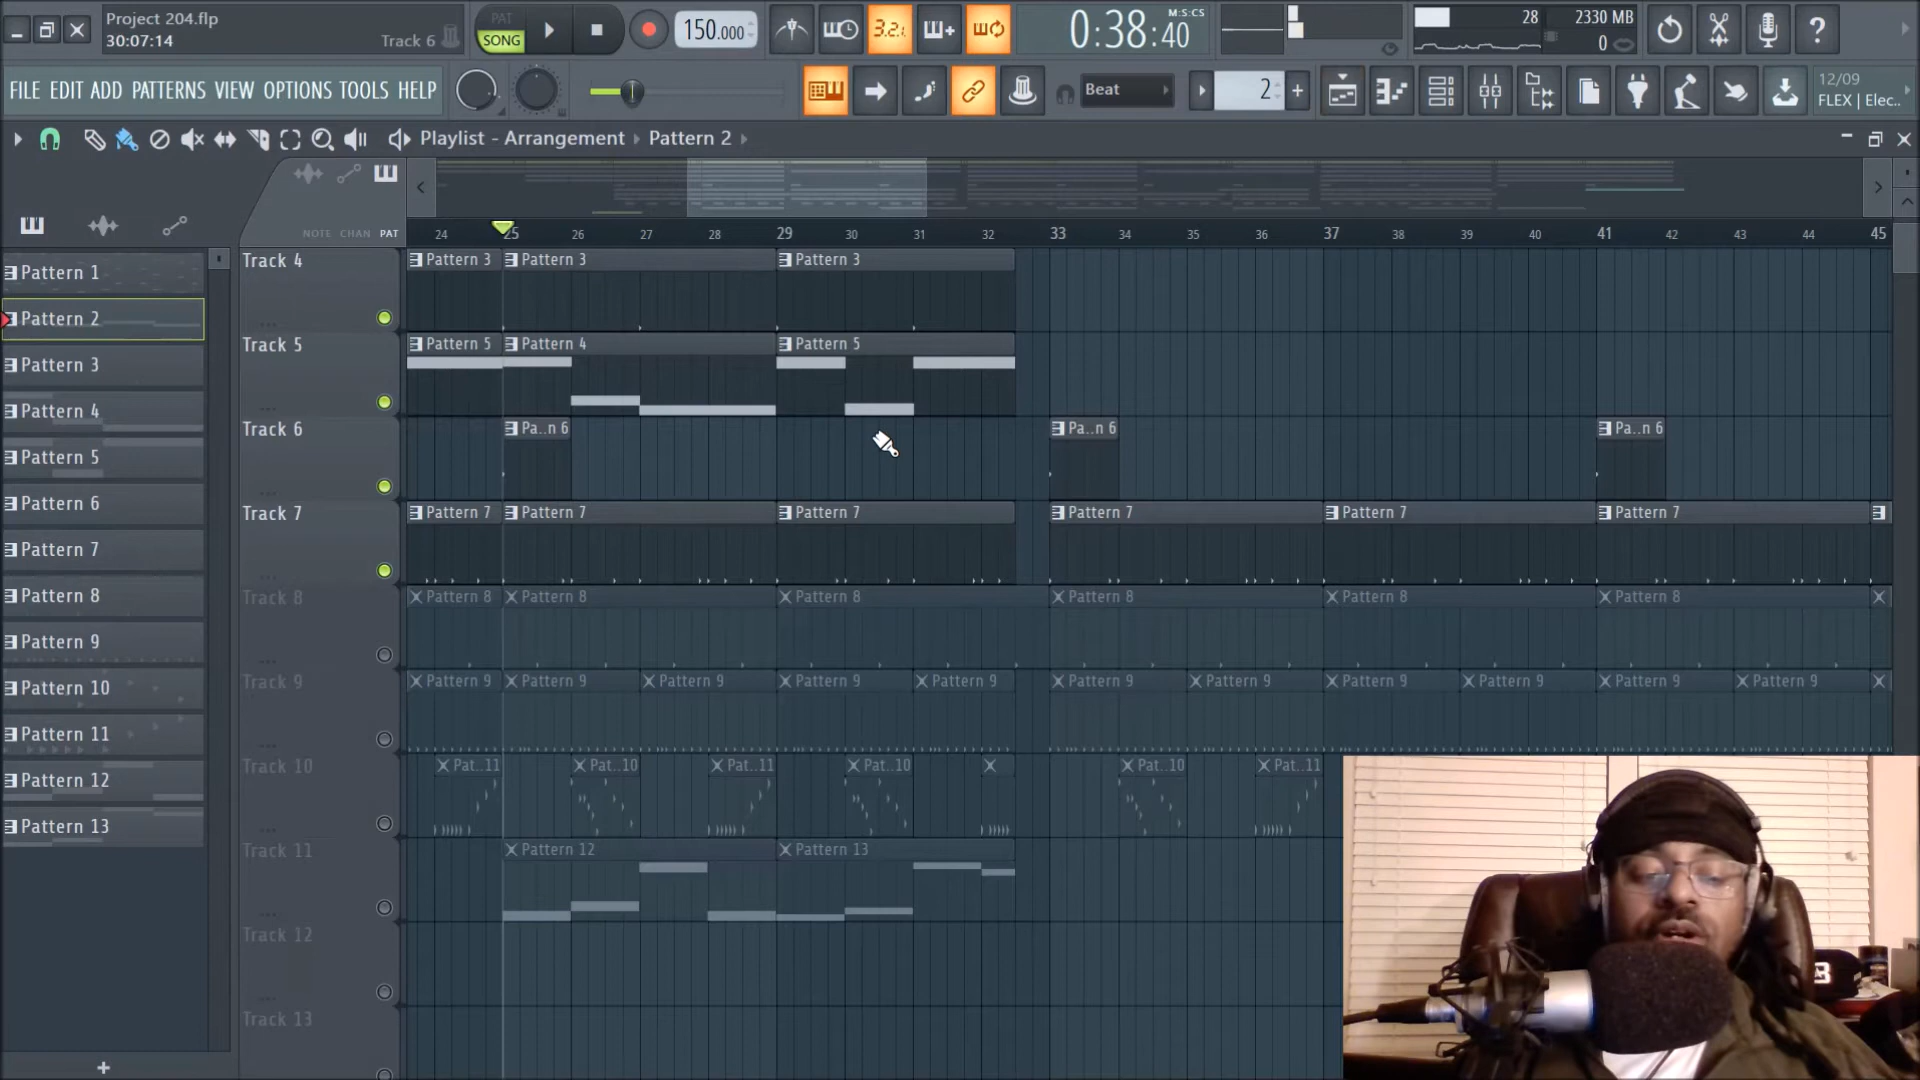 Project 204.flp
30:07:14
Track 6
PAT
SONG
150.000
3.2.
0:38:40
M:S:CS
28
2330 MB
0
FILE EDIT ADD PATTERNS VIEW OPTIONS TOOLS HELP
Beat
2
12/09
FLEX | Elec..
Playlist - Arrangement
Pattern 2
NOTE CHAN PAT
24 25 26 27 28 29 30 31 32 33 34 35 36 37 38 39 40 41 42 43 44 45
Pattern 1
Pattern 2
Pattern 3
Pattern 4
Pattern 5
Pattern 6
Pattern 7
Pattern 8
Pattern 9
Pattern 10
Pattern 11
Pattern 12
Pattern 13
Track 4
Pattern 3 Pattern 3 Pattern 3
Track 5
Pattern 5 Pattern 4 Pattern 5
Track 6
Pa..n 6 Pa..n 6 Pa..n 6
Track 7
Pattern 7 Pattern 7 Pattern 7 Pattern 7 Pattern 7 Pattern 7
Track 8
Pattern 8 Pattern 8 Pattern 8 Pattern 8 Pattern 8 Pattern 8
Track 9
Pattern 9 Pattern 9 Pattern 9 Pattern 9 Pattern 9 Pattern 9 Pattern 9 Pattern 9 Pattern 9 Pattern 9 Pattern 9
Track 10
Pat..11 Pat..10 Pat..11 Pat..10 Pat..10 Pat..11
Track 11
Pattern 12 Pattern 13
Track 12
Track 13
B